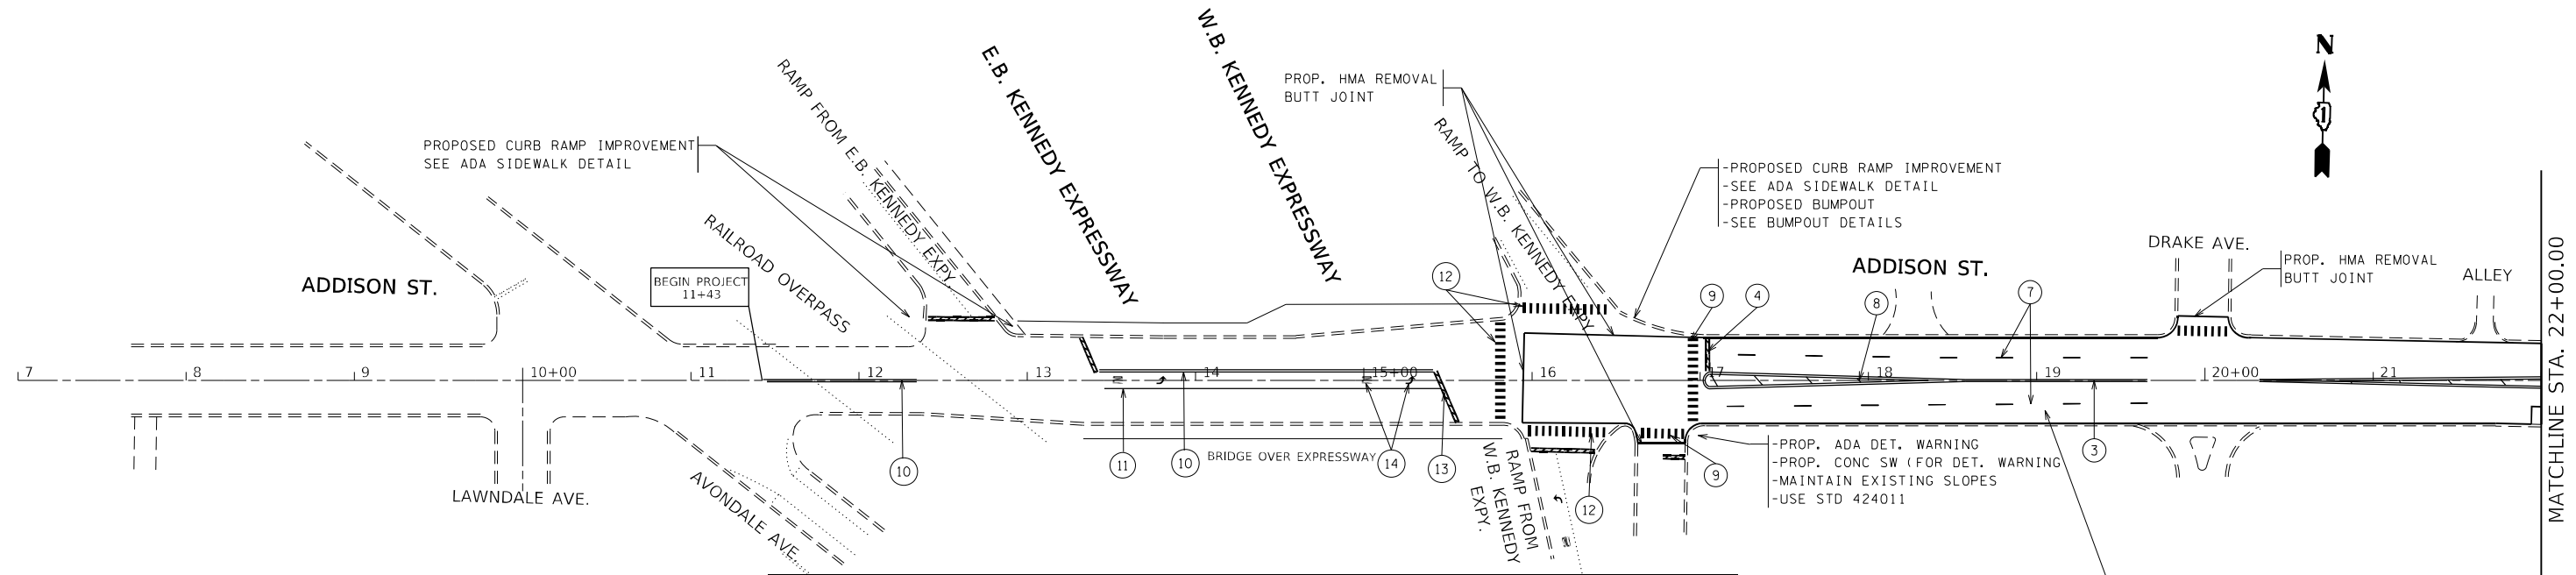 W.B. KENNEDY EXPRESSWAY
E.B. KENNEDY EXPRESSWAY
N
1
RAMP FROM E.B. KENNEDY EXPY.
PROP. HMA REMOVAL
BUTT JOINT
RAMP TO W.B. KENNEDY EXPY
PROPOSED CURB RAMP IMPROVEMENT
SEE ADA SIDEWALK DETAIL
-PROPOSED CURB RAMP IMPROVEMENT
-SEE ADA SIDEWALK DETAIL
-PROPOSED BUMPOUT
-SEE BUMPOUT DETAILS
RAILROAD OVERPASS
DRAKE AVE.
PROP. HMA REMOVAL
BUTT JOINT
ALLEY
MATCHLINE STA. 22+00.00
ADDISON ST.
BEGIN PROJECT
11+43
ADDISON ST.
12
9
4
8
7
7 8 9 10+00 11 12 13 14 15+00 16 17 18 19 20+00 21
10
11
10
BRIDGE OVER EXPRESSWAY
14
13
12
9
3
-PROP. ADA DET. WARNING
-PROP. CONC SW (FOR DET. WARNING
-MAINTAIN EXISTING SLOPES
-USE STD 424011
LAWNDALE AVE.
AVONDALE AVE.
RAMP FROM
W.B. KENNEDY
EXPY.